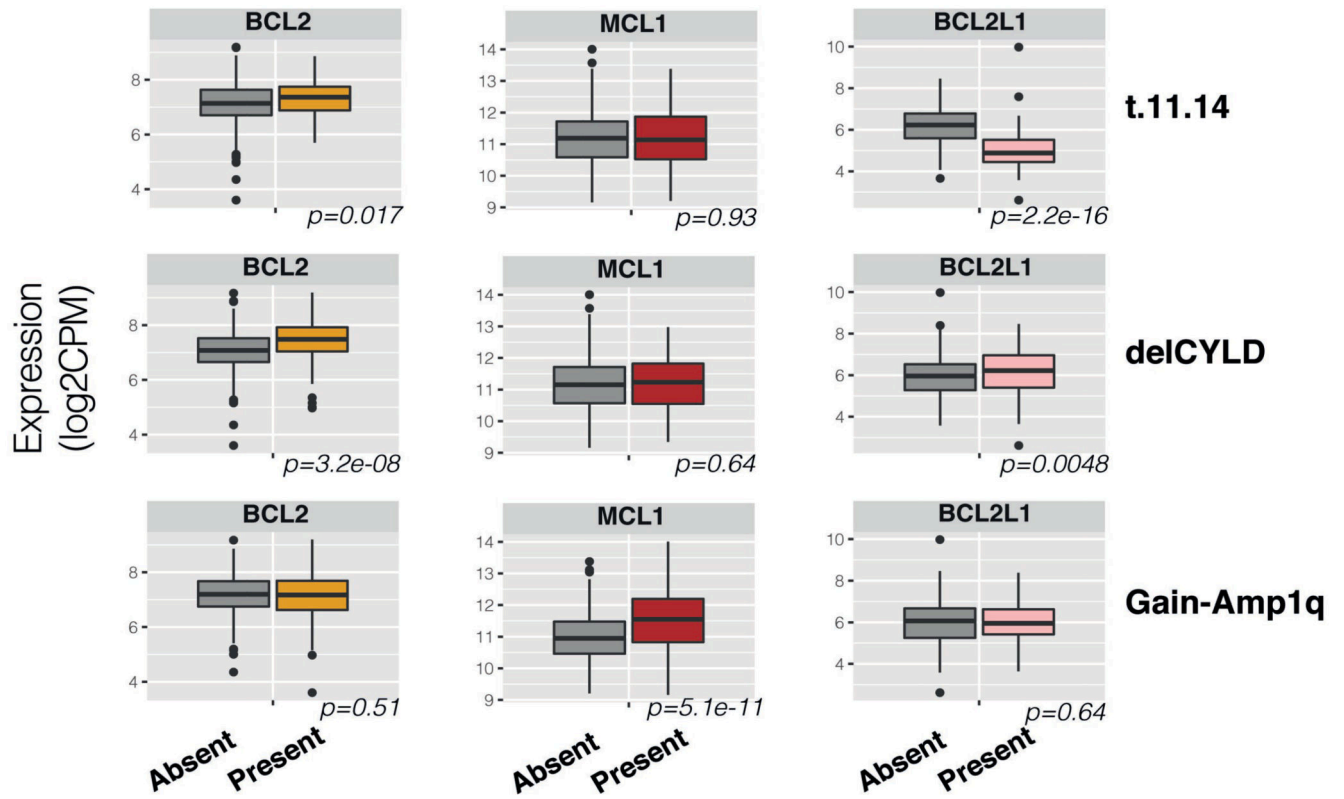 BCL2
MCL1
BCL2L1
8
6
4
14
13
12
11
10
9
10
8
6
4
t.11.14
p=0.017
p=0.93
p=2.2e-16
Expression
(log2CPM)
BCL2
MCL1
BCL2L1
8
6
4
14
13
12
11
10
9
10
8
6
4
delCYLD
p=3.2e-08
p=0.64
p=0.0048
BCL2
MCL1
BCL2L1
8
6
4
14
13
12
11
10
9
10
8
6
4
Gain-Amp1q
p=0.51
p=5.1e-11
p=0.64
Absent
Present
Absent
Present
Absent
Present